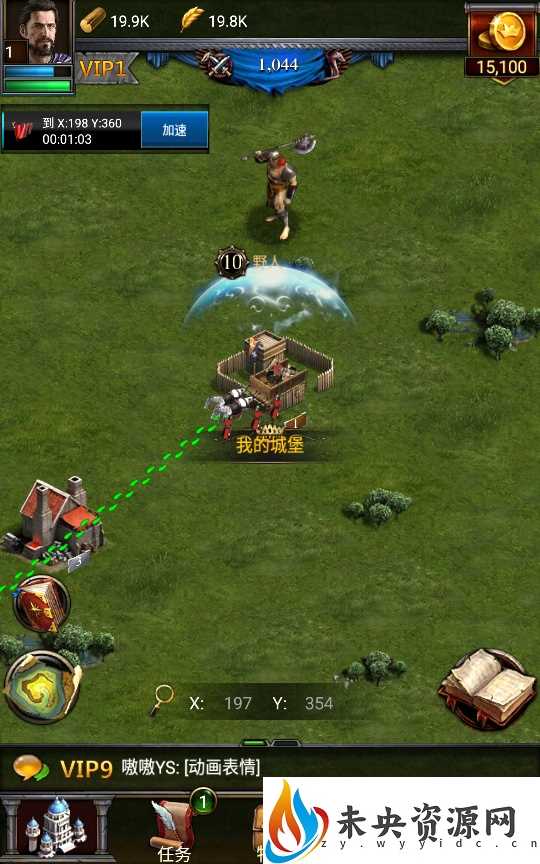 19.9K
19.8K
1
VIP1
1,044
15,100
到 X:198 Y:360
00:01:03
加速
10 野人
1
我的城堡
3
X: 197 Y: 354
VIP9 嗷嗷YS: [动画表情]
1
任务
未央资源网
zy.wyyidc.cn